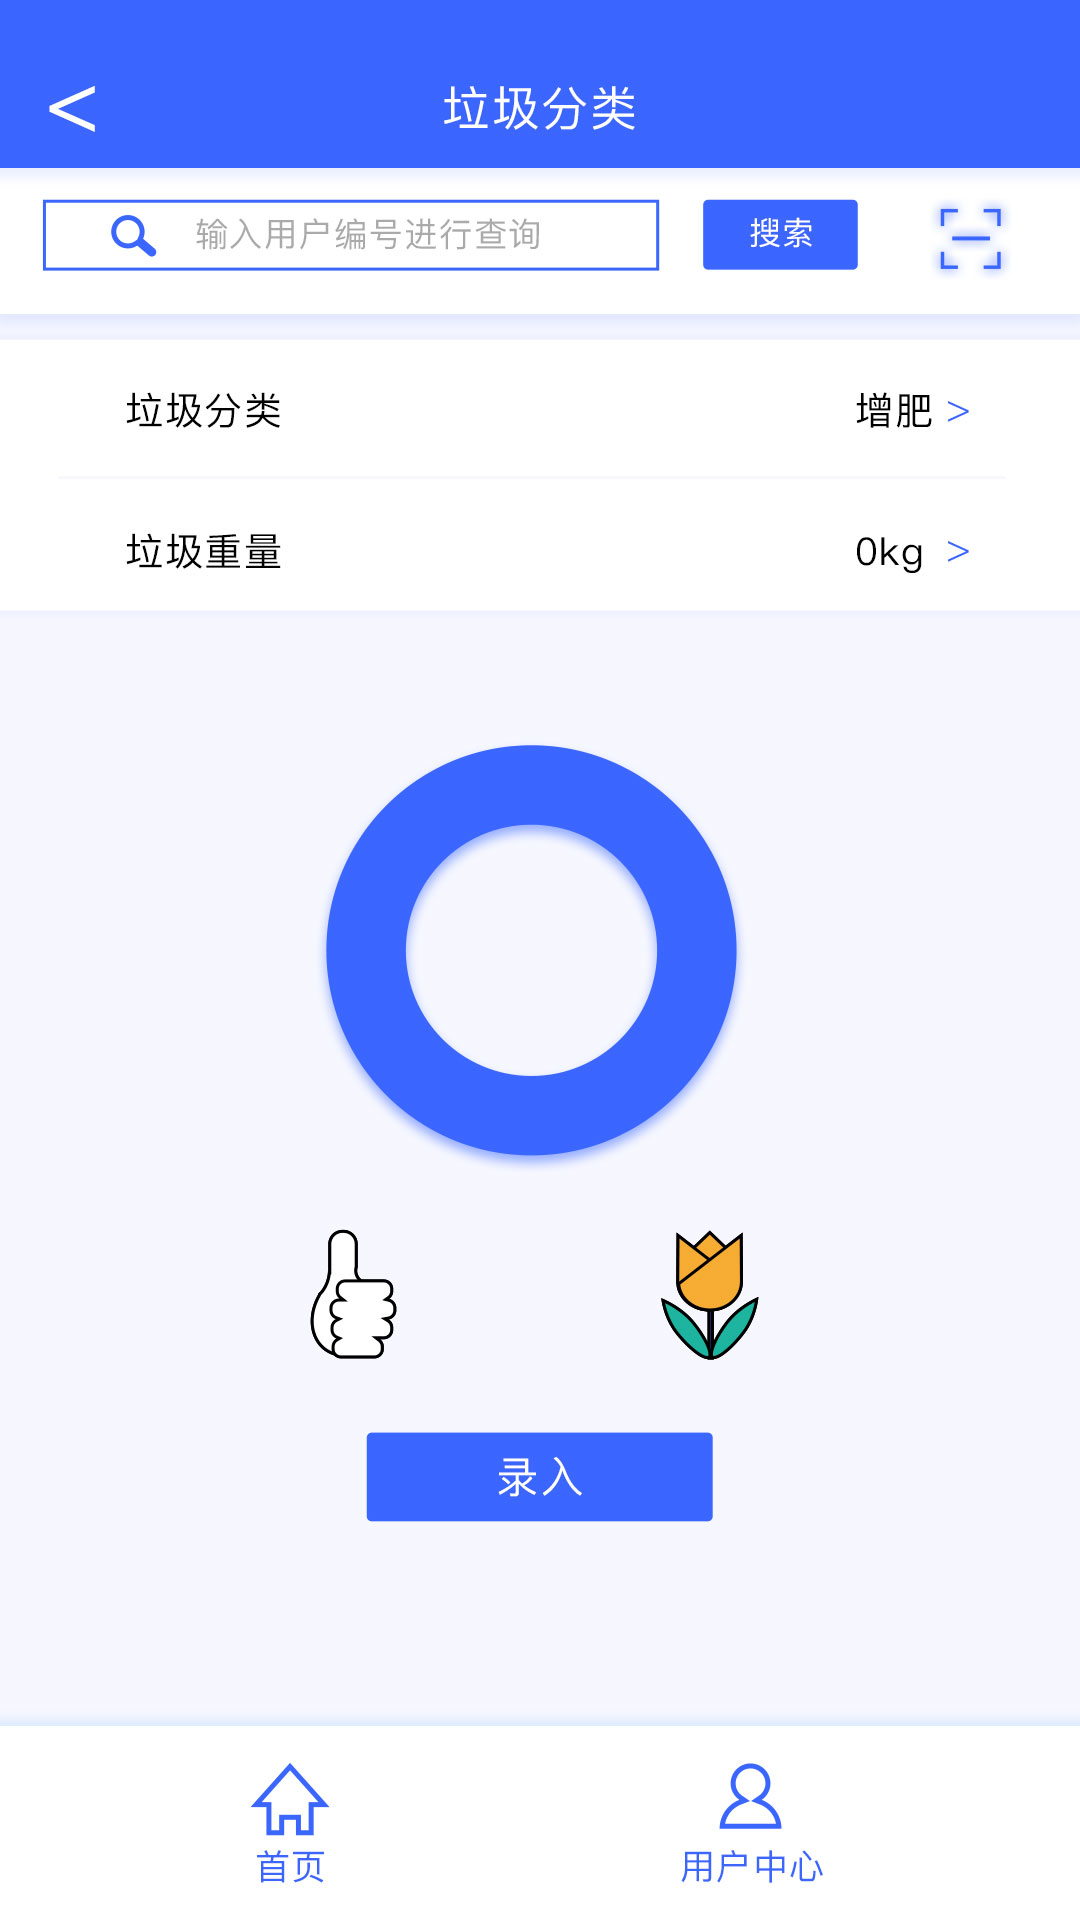 < 垃圾分类
输入用户编号进行查询 搜索
垃圾分类 增肥 >
垃圾重量 0kg >
录入
首页 用户中心